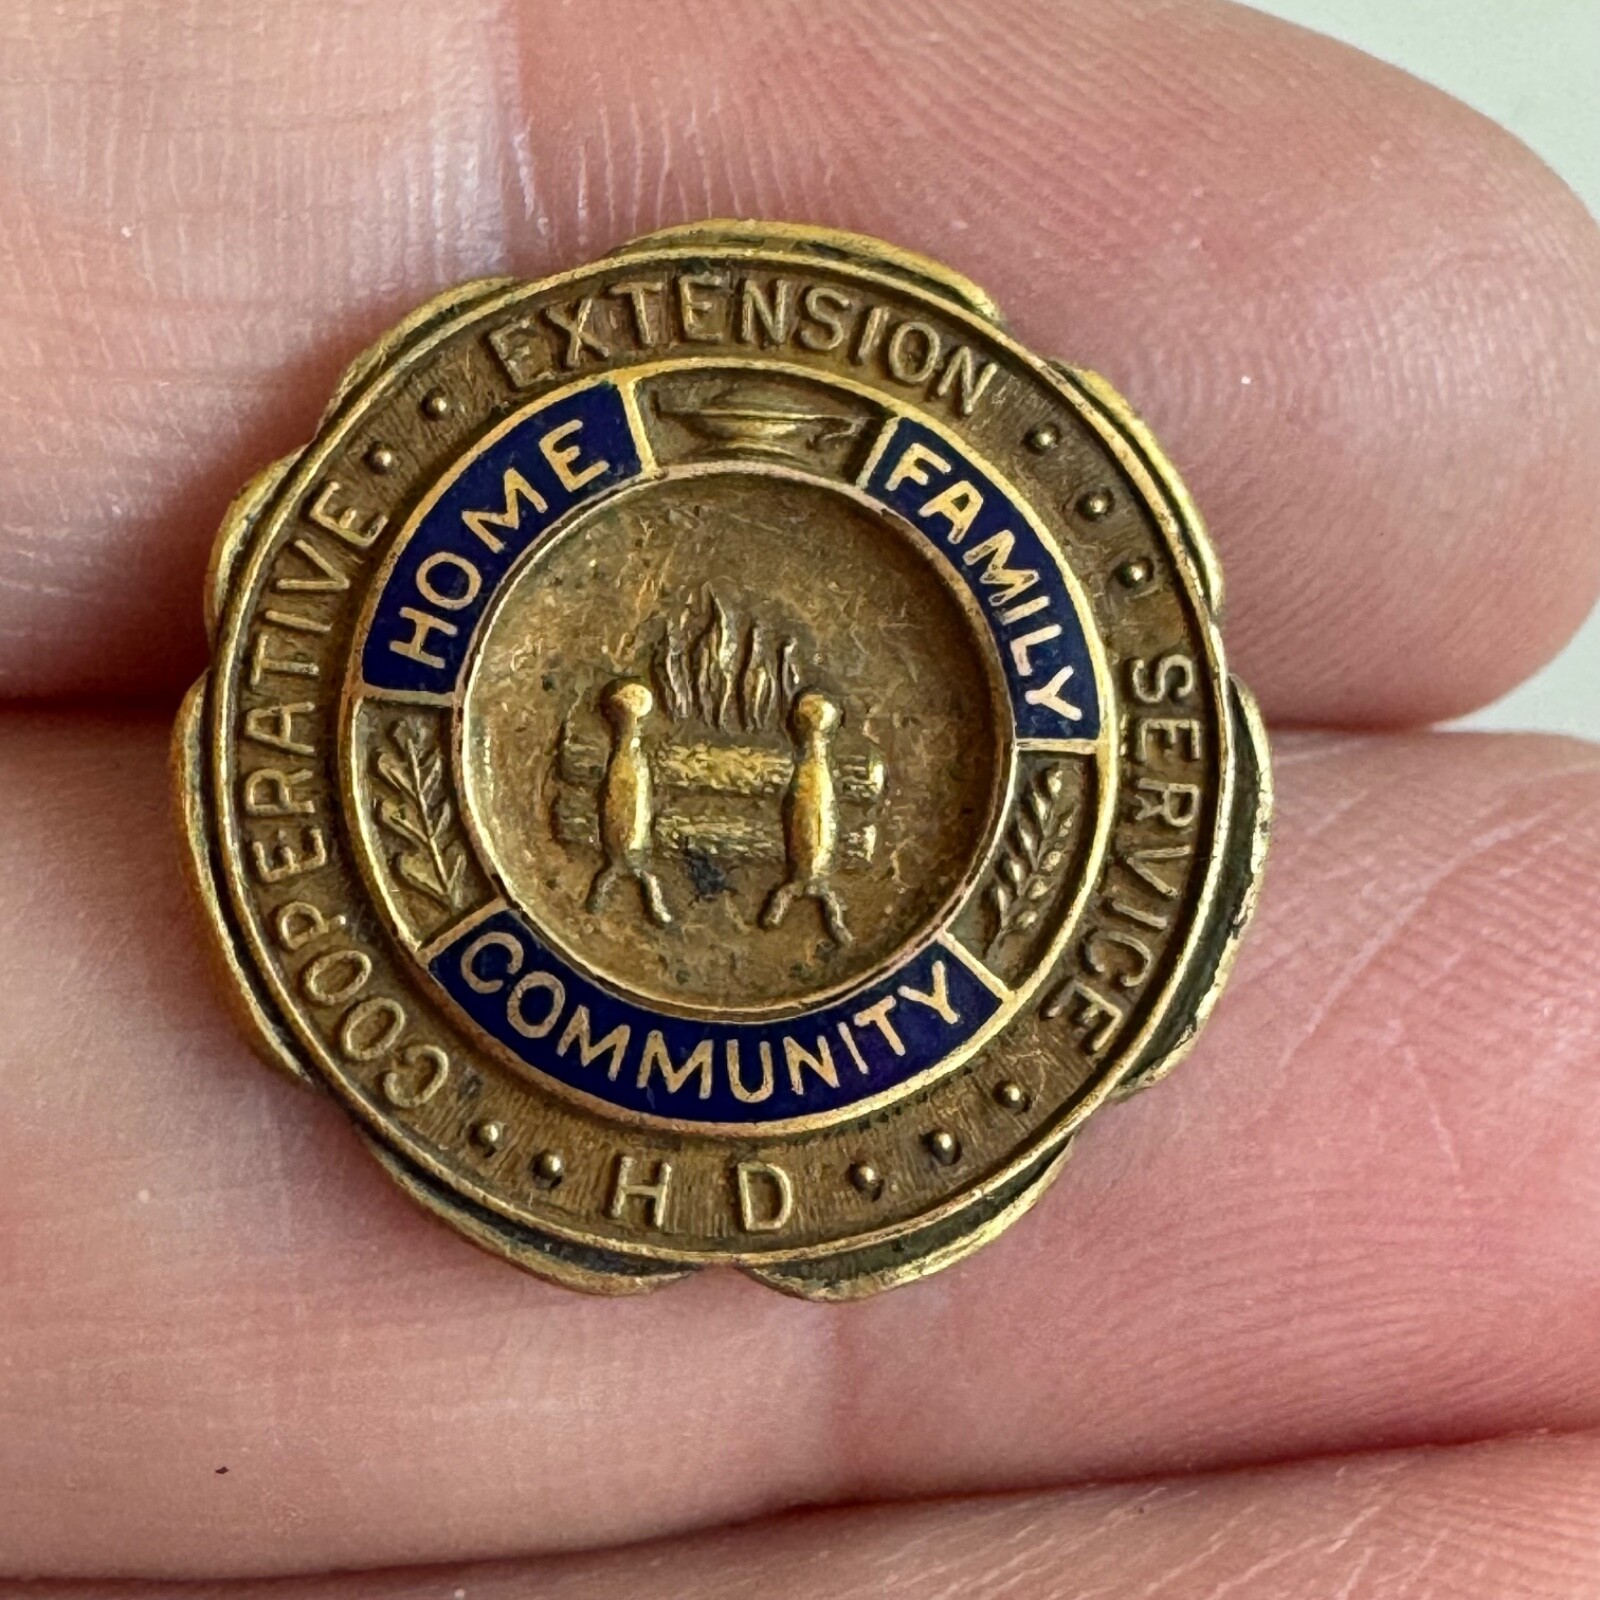 COOPERATIVE EXTENSION SERVICE
H D
HOME
FAMILY
COMMUNITY